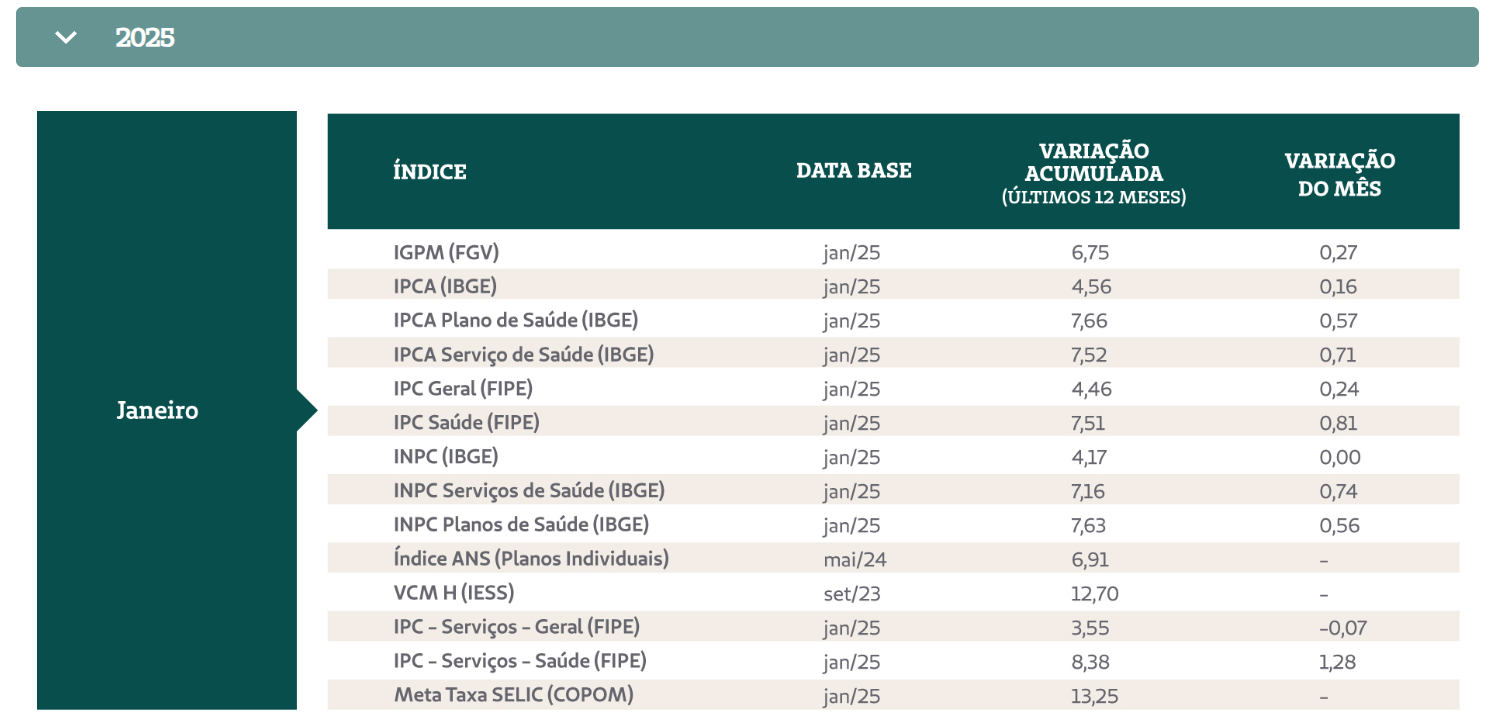 2025
Janeiro
ÍNDICE DATA BASE VARIAÇÃO ACUMULADA (ÚLTIMOS 12 MESES) VARIAÇÃO DO MÊS
IGPM (FGV) jan/25 6,75 0,27
IPCA (IBGE) jan/25 4,56 0,16
IPCA Plano de Saúde (IBGE) jan/25 7,66 0,57
IPCA Serviço de Saúde (IBGE) jan/25 7,52 0,71
IPC Geral (FIPE) jan/25 4,46 0,24
IPC Saúde (FIPE) jan/25 7,51 0,81
INPC (IBGE) jan/25 4,17 0,00
INPC Serviços de Saúde (IBGE) jan/25 7,16 0,74
INPC Planos de Saúde (IBGE) jan/25 7,63 0,56
Índice ANS (Planos Individuais) mai/24 6,91 –
VCM H (IESS) set/23 12,70 –
IPC – Serviços – Geral (FIPE) jan/25 3,55 –0,07
IPC – Serviços – Saúde (FIPE) jan/25 8,38 1,28
Meta Taxa SELIC (COPOM) jan/25 13,25 –